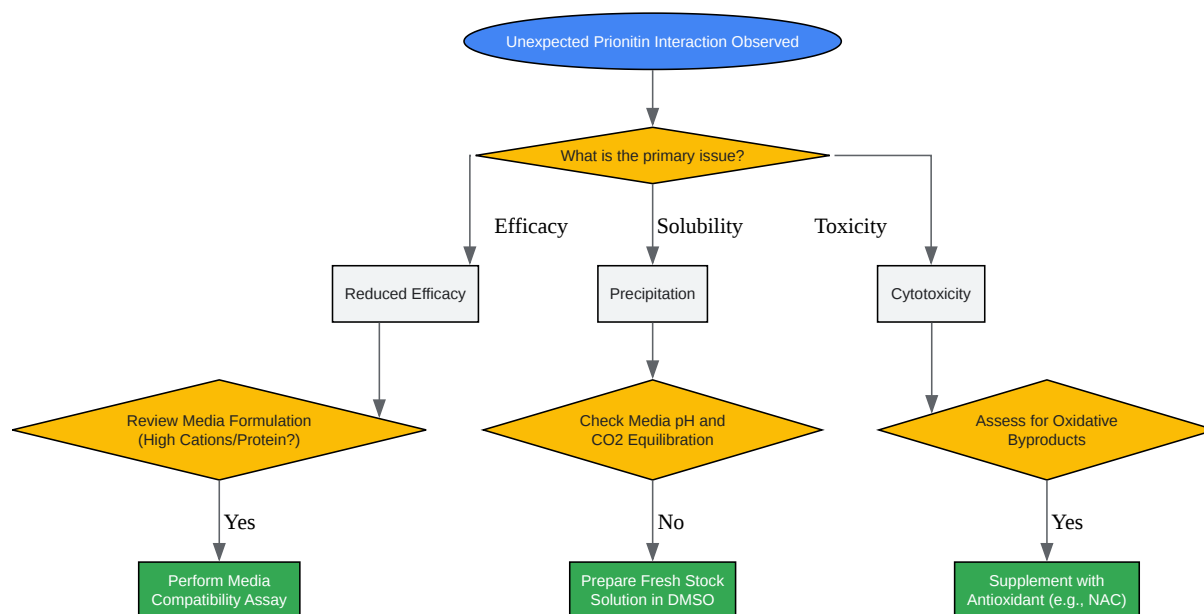 Unexpected Prionitin Interaction Observed
What is the primary issue?
Efficacy
Solubility
Toxicity
Reduced Efficacy
Precipitation
Cytotoxicity
Review Media Formulation
(High Cations/Protein?)
Check Media pH and
CO2 Equilibration
Assess for Oxidative
Byproducts
Yes
No
Yes
Perform Media
Compatibility Assay
Prepare Fresh Stock
Solution in DMSO
Supplement with
Antioxidant (e.g., NAC)